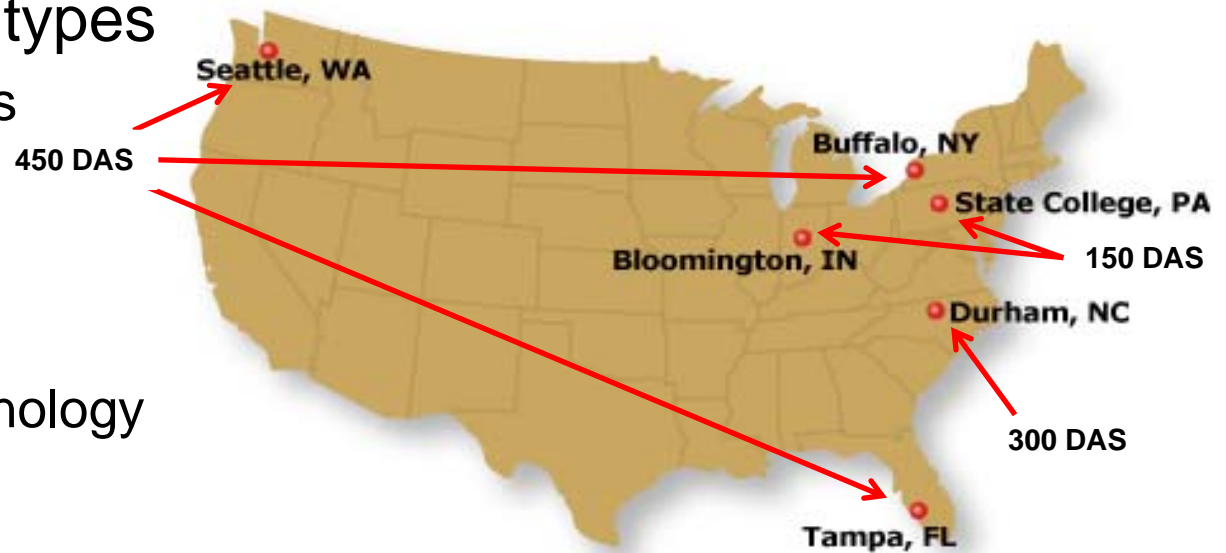 types
Seattle, WA
s
450 DAS
Buffalo, NY
State College, PA
Bloomington, IN
150 DAS
Durham, NC
nology
300 DAS
Tampa, FL